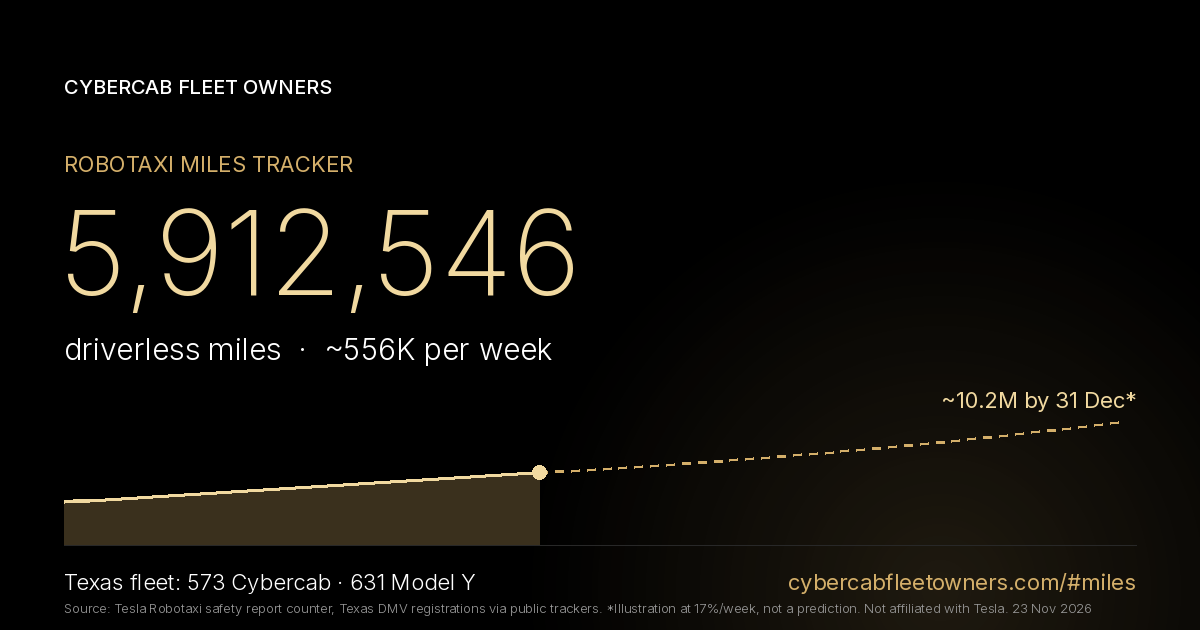 CYBERCAB FLEET OWNERS
ROBOTAXI MILES TRACKER
5,912,546
driverless miles · ~556K per week
~10.2M by 31 Dec*
Texas fleet: 573 Cybercab · 631 Model Y
cybercabfleetowners.com/#miles
Source: Tesla Robotaxi safety report counter, Texas DMV registrations via public trackers. *Illustration at 17%/week, not a prediction. Not affiliated with Tesla. 23 Nov 2026